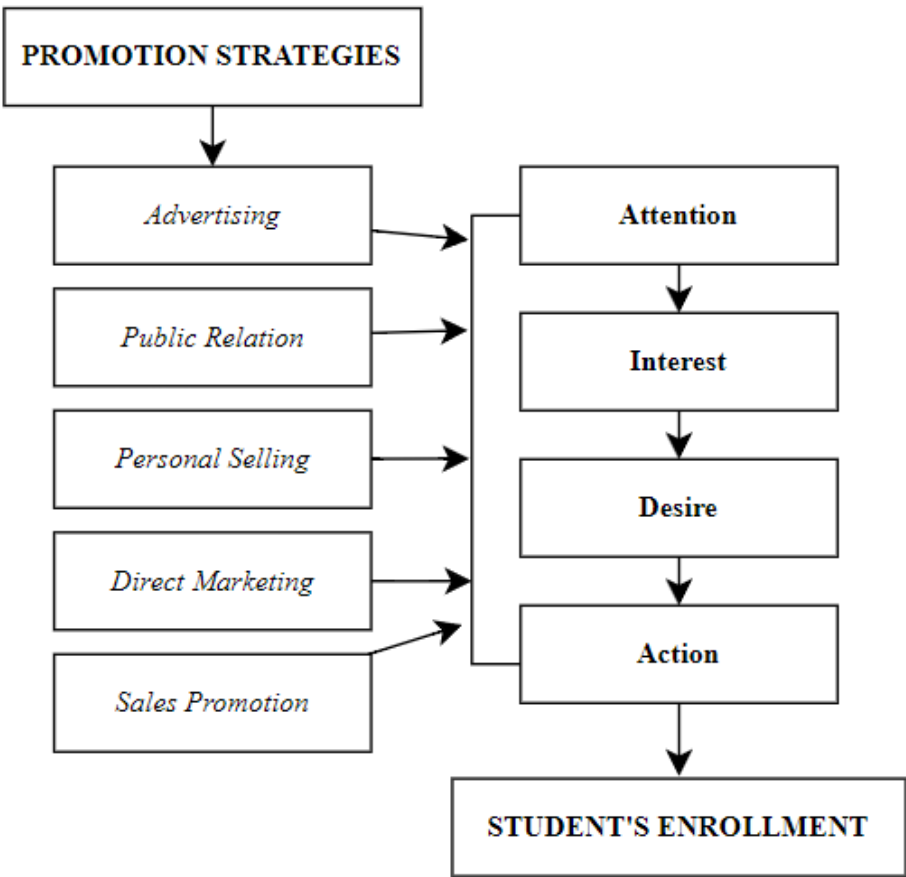 PROMOTION STRATEGIES
Advertising
Public Relation
Personal Selling
Direct Marketing
Sales Promotion
Attention
Interest
Desire
Action
STUDENT'S ENROLLMENT